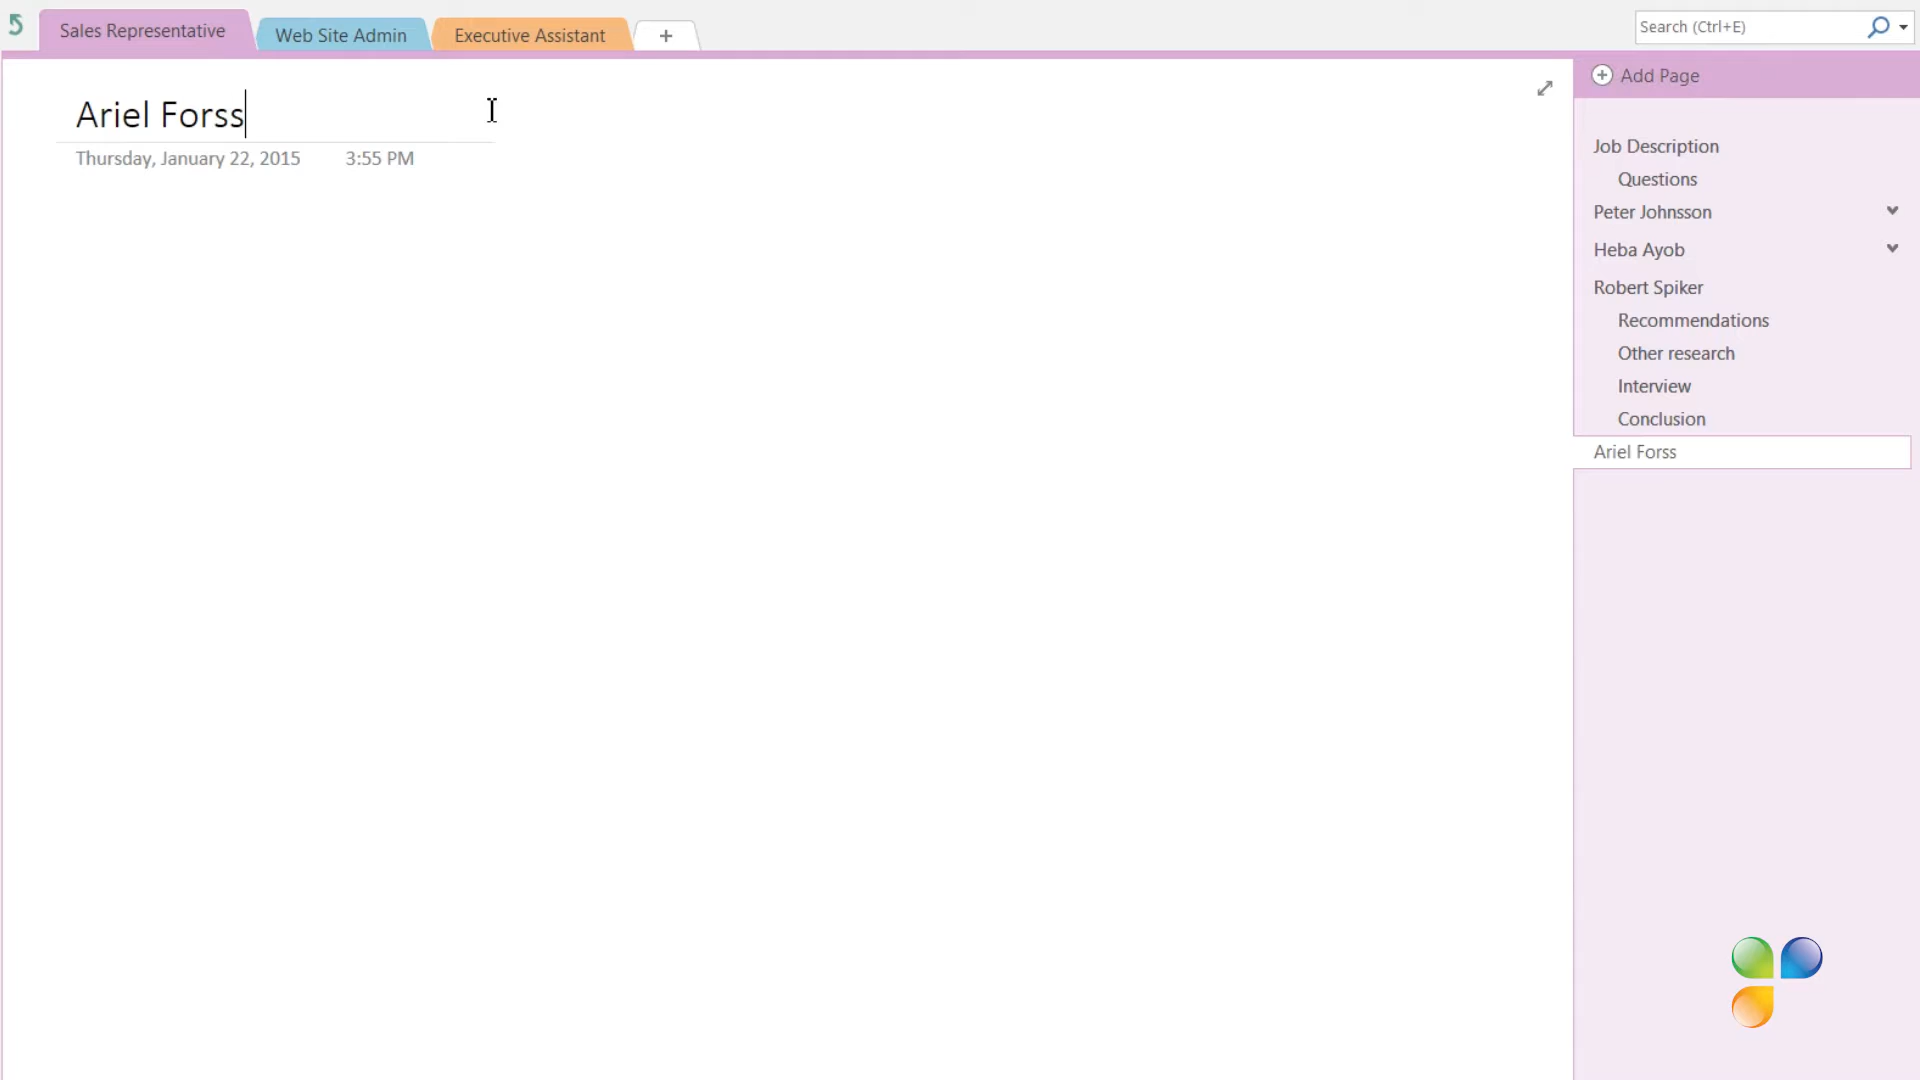 Sales Representative
Web Site Admin
Executive Assistant
+
Search (Ctrl+E)
Ariel Forss
Thursday, January 22, 2015 3:55 PM
Add Page
Job Description
Questions
Peter Johnsson
Heba Ayob
Robert Spiker
Recommendations
Other research
Interview
Conclusion
Ariel Forss